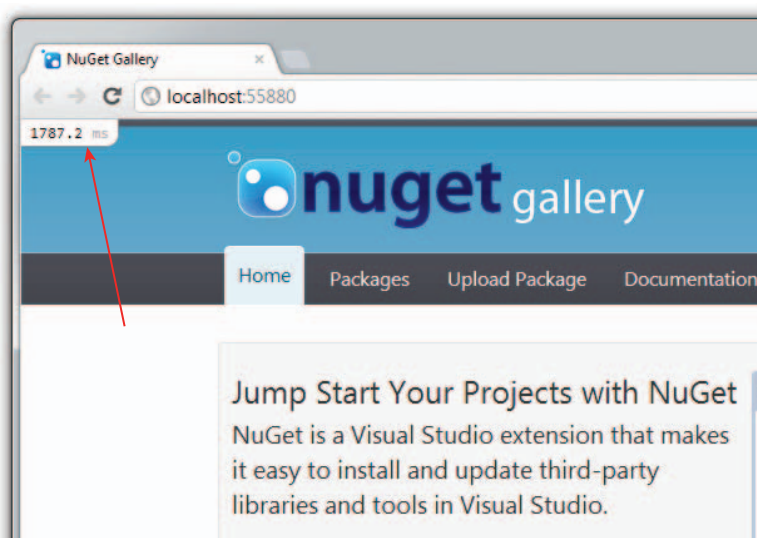 NuGet Gallery
localhost:55880
1787.2 ms
nuget gallery
Home Packages Upload Package Documentation
Jump Start Your Projects with NuGet
NuGet is a Visual Studio extension that makes
it easy to install and update third-party
libraries and tools in Visual Studio.